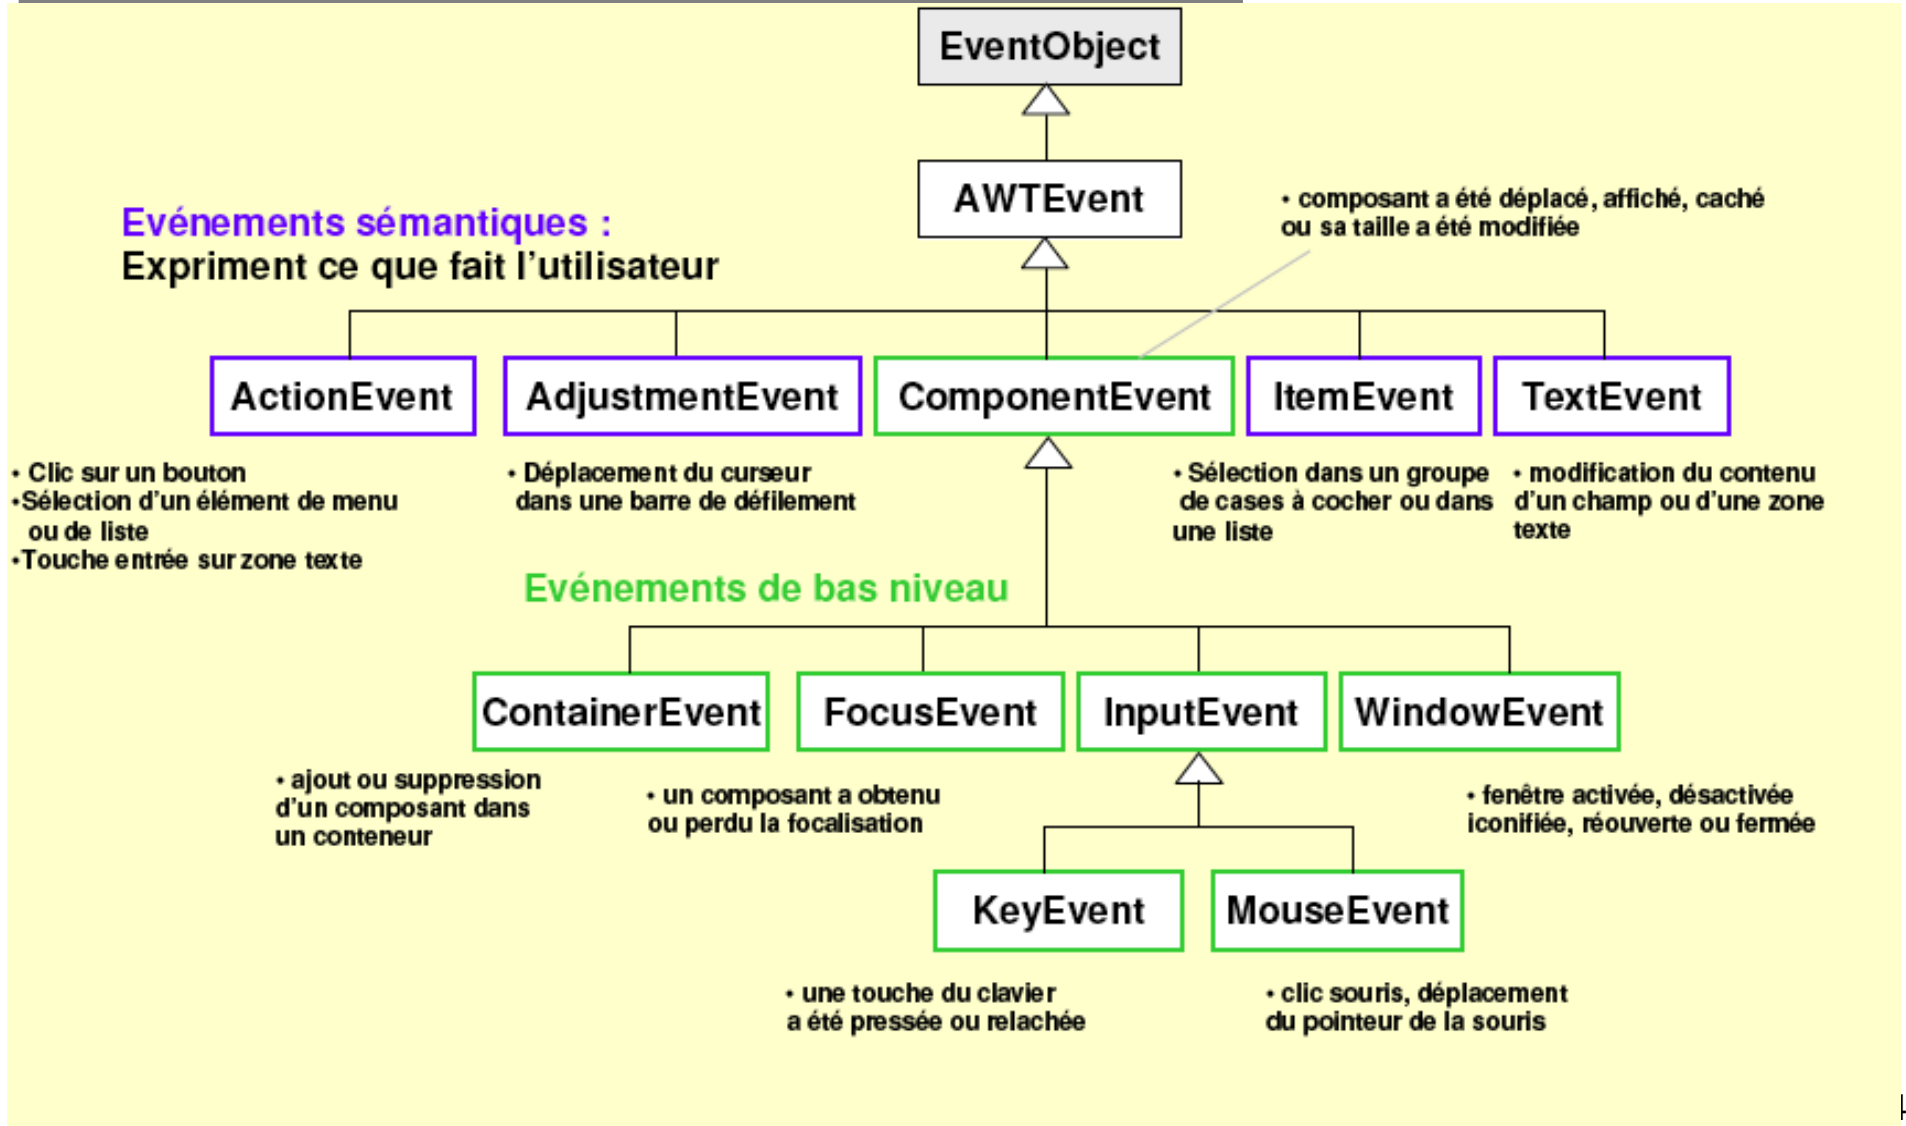 EventObject
AWTEvent
• composant a été déplacé, affiché, caché
ou sa taille a été modifiée
Evénements sémantiques :
Expriment ce que fait l'utilisateur
ActionEvent
AdjustmentEvent
ComponentEvent
ItemEvent
TextEvent
• Clic sur un bouton
•Sélection d'un élément de menu
ou de liste
•Touche entrée sur zone texte
• Déplacement du curseur
dans une barre de défilement
• Sélection dans un groupe
de cases à cocher ou dans
une liste
• modification du contenu
d'un champ ou d'une zone
texte
Evénements de bas niveau
ContainerEvent
FocusEvent
InputEvent
WindowEvent
• ajout ou suppression
d'un composant dans
un conteneur
• un composant a obtenu
ou perdu la focalisation
• fenêtre activée, désactivée
iconifiée, réouverte ou fermée
KeyEvent
MouseEvent
• une touche du clavier
a été pressée ou relachée
• clic souris, déplacement
du pointeur de la souris